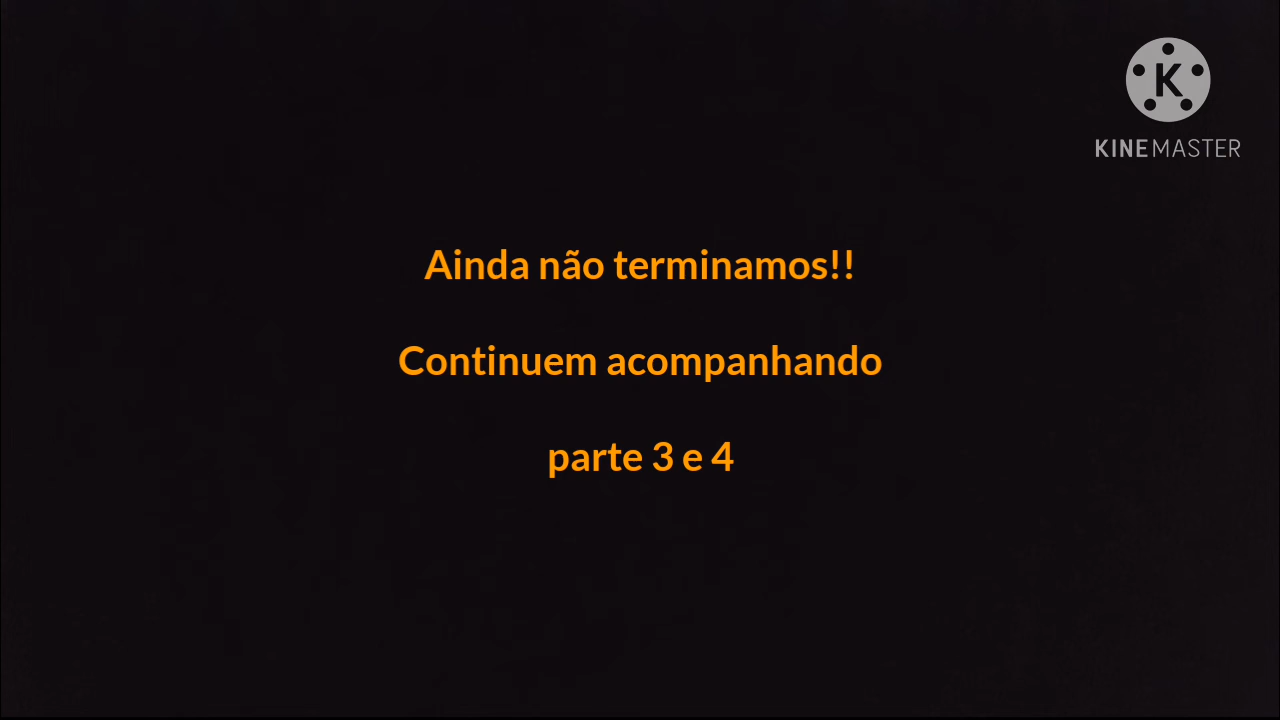 K
KINEMASTER
Ainda não terminamos!!
Continuem acompanhando
parte 3 e 4